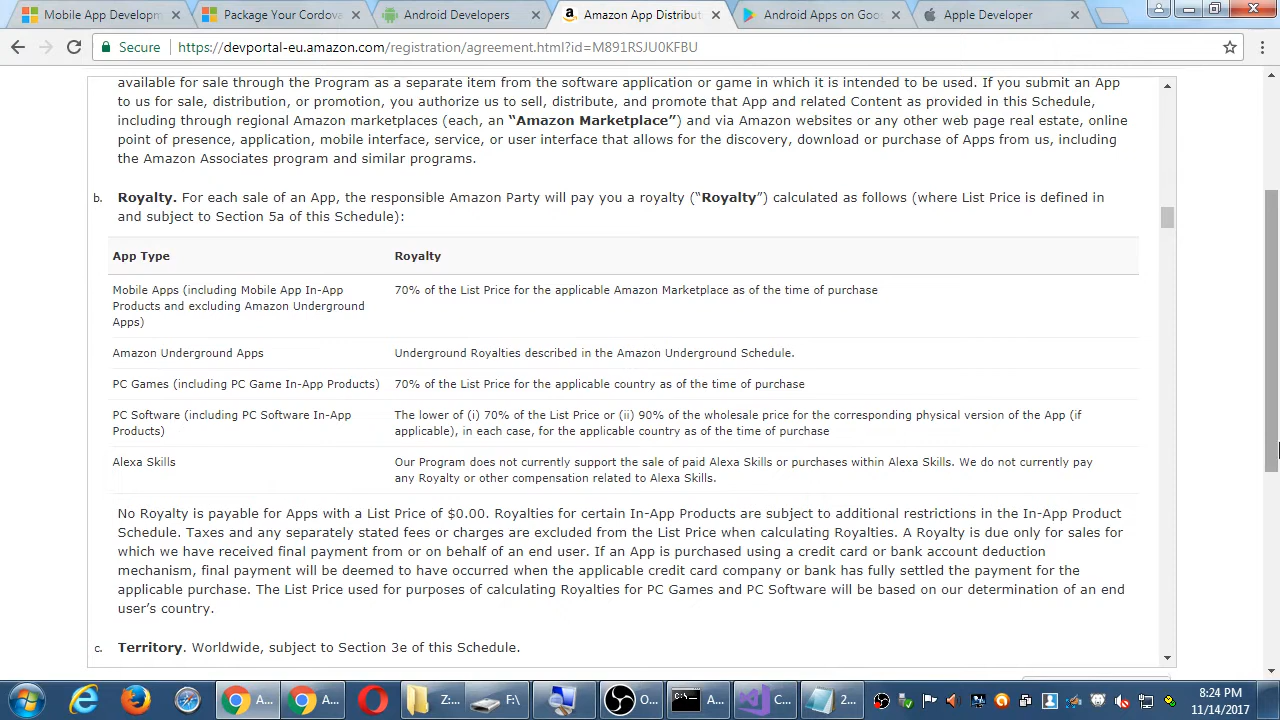 Mobile App Developm
Package Your Cordova
Android Developers
Amazon App Distribut
Android Apps on Goo
Apple Developer
Secure
https://devportal-eu.amazon.com/registration/agreement.html?id=M891RSJU0KFBU
available for sale through the Program as a separate item from the software application or game in which it is intended to be used. If you submit an App
to us for sale, distribution, or promotion, you authorize us to sell, distribute, and promote that App and related Content as provided in this Schedule,
including through regional Amazon marketplaces (each, an “Amazon Marketplace”) and via Amazon websites or any other web page real estate, online
point of presence, application, mobile interface, service, or user interface that allows for the discovery, download or purchase of Apps from us, including
the Amazon Associates program and similar programs.
b. Royalty. For each sale of an App, the responsible Amazon Party will pay you a royalty (“Royalty”) calculated as follows (where List Price is defined in
and subject to Section 5a of this Schedule):
App Type Royalty
Mobile Apps (including Mobile App In-App
Products and excluding Amazon Underground
Apps)
70% of the List Price for the applicable Amazon Marketplace as of the time of purchase
Amazon Underground Apps
Underground Royalties described in the Amazon Underground Schedule.
PC Games (including PC Game In-App Products)
70% of the List Price for the applicable country as of the time of purchase
PC Software (including PC Software In-App
Products)
The lower of (i) 70% of the List Price or (ii) 90% of the wholesale price for the corresponding physical version of the App (if
applicable), in each case, for the applicable country as of the time of purchase
Alexa Skills
Our Program does not currently support the sale of paid Alexa Skills or purchases within Alexa Skills. We do not currently pay
any Royalty or other compensation related to Alexa Skills.
No Royalty is payable for Apps with a List Price of $0.00. Royalties for certain In-App Products are subject to additional restrictions in the In-App Product
Schedule. Taxes and any separately stated fees or charges are excluded from the List Price when calculating Royalties. A Royalty is due only for sales for
which we have received final payment from or on behalf of an end user. If an App is purchased using a credit card or bank account deduction
mechanism, final payment will be deemed to have occurred when the applicable credit card company or bank has fully settled the payment for the
applicable purchase. The List Price used for purposes of calculating Royalties for PC Games and PC Software will be based on our determination of an end
user’s country.
c. Territory. Worldwide, subject to Section 3e of this Schedule.
A...
A...
Z:...
F:\
O...
A...
C...
2...
8:24 PM
11/14/2017